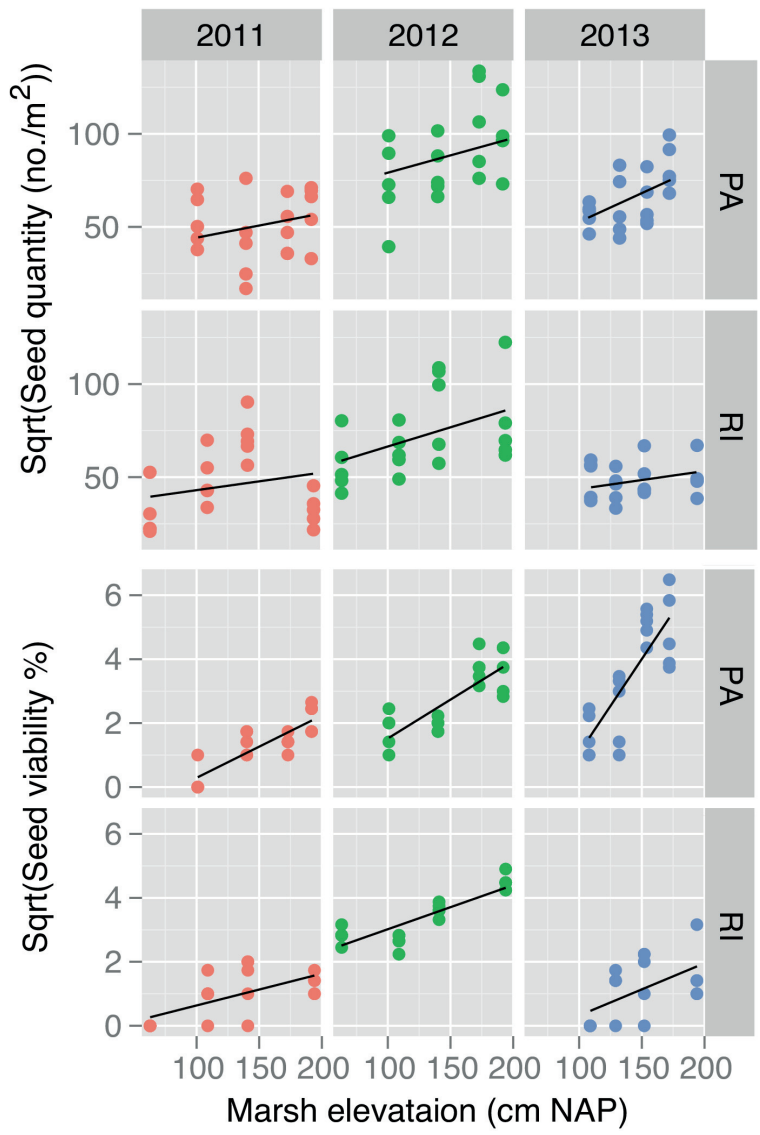 2011 2012 2013
Sqrt(Seed quantity (no./m²))
100
50
PA
100
50
RI
Sqrt(Seed viability %)
6
4
2
0
PA
6
4
2
0
RI
100 150 200 100 150 200 100 150 200
Marsh elevataion (cm NAP)